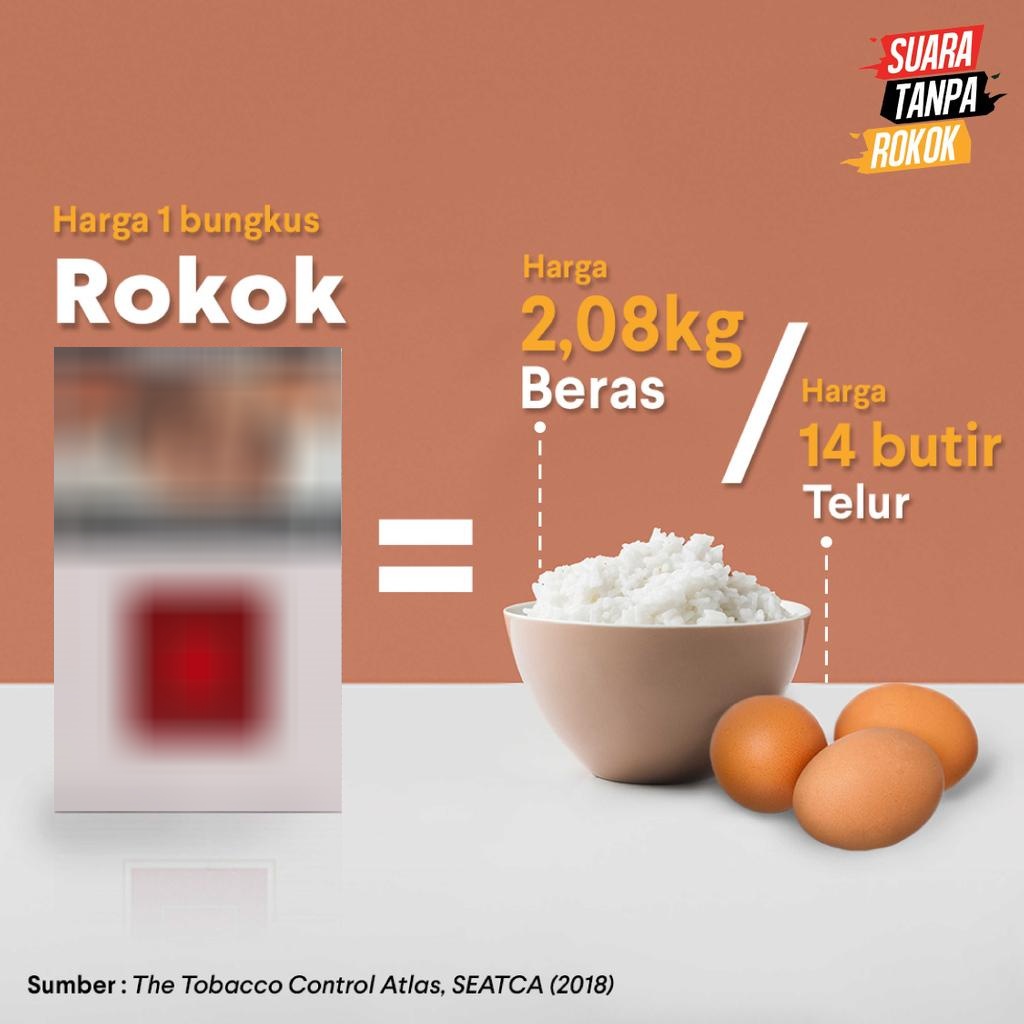 SUARA
TANPA
ROKOK
Harga 1 bungkus
Rokok
=
Harga
2,08kg
Beras
/
Harga
14 butir
Telur
Sumber : The Tobacco Control Atlas, SEATCA (2018)